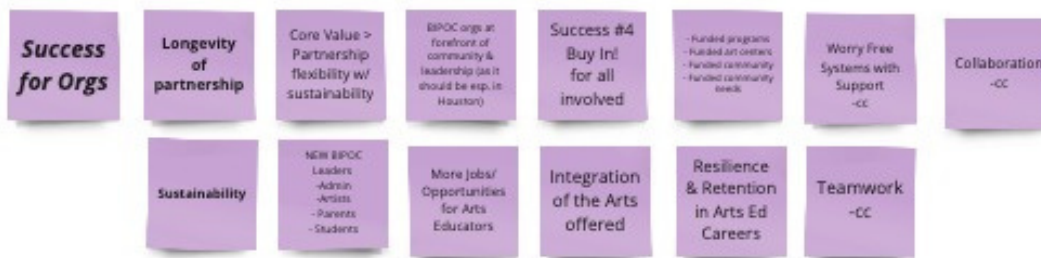 Success
for Orgs
Longevity
of
partnership
Core Value >
Partnership
flexibility w/
sustainability
BIPOC orgs at
forefront of
community &
leadership (as it
should be esp. in
Houston)
Success #4
Buy In!
for all
involved
- Funded programs
- Funded art centers
- Funded community
- Funded community
needs
Worry Free
Systems with
Support
-cc
Collaboration
-cc
Sustainability
NEW BIPOC
Leaders
-Admin
-Artists
- Parents
- Students
More Jobs/
Opportunities
for Arts
Educators
Integration
of the Arts
offered
Resilience
& Retention
in Arts Ed
Careers
Teamwork
-cc